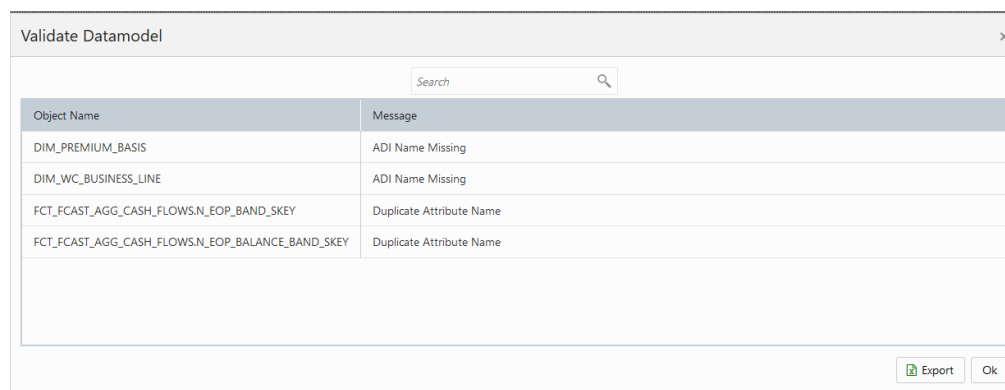 Validate Datamodel
Search
Object Name Message
DIM_PREMIUM_BASIS ADI Name Missing
DIM_WC_BUSINESS_LINE ADI Name Missing
FCT_FCAST_AGG_CASH_FLOWS.N_EOP_BAND_SKEY Duplicate Attribute Name
FCT_FCAST_AGG_CASH_FLOWS.N_EOP_BALANCE_BAND_SKEY Duplicate Attribute Name
Export Ok